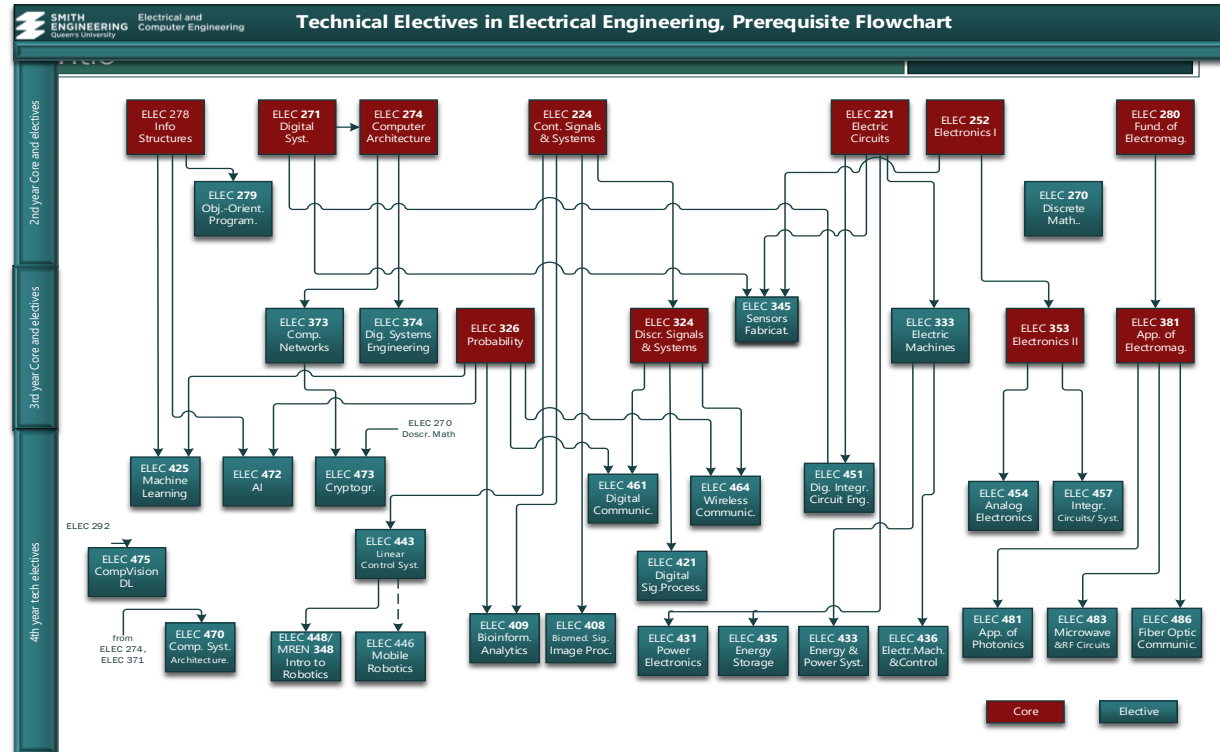 SMITH
ENGINEERING
Queen's University
Electrical and
Computer Engineering
Technical Electives in Electrical Engineering, Prerequisite Flowchart
2nd year Core and electives
3rd year Core and electives
4th year tech electives
ELEC 278
Info
Structures
ELEC 271
Digital
Syst.
ELEC 274
Computer
Architecture
ELEC 224
Cont. Signals
& Systems
ELEC 221
Electric
Circuits
ELEC 252
Electronics I
ELEC 280
Fund. of
Electromag.
ELEC 279
Obj.-Orient.
Program.
ELEC 270
Discrete
Math..
ELEC 345
Sensors
Fabricat.
ELEC 373
Comp.
Networks
ELEC 374
Dig. Systems
Engineering
ELEC 326
Probability
ELEC 324
Discr. Signals
& Systems
ELEC 333
Electric
Machines
ELEC 353
Electronics II
ELEC 381
App. of
Electromag.
ELEC 270
Doscr. Math
ELEC 425
Machine
Learning
ELEC 472
AI
ELEC 473
Cryptogr.
ELEC 461
Digital
Communic.
ELEC 464
Wireless
Communic.
ELEC 451
Dig. Integr.
Circuit Eng.
ELEC 454
Analog
Electronics
ELEC 457
Integr.
Circuits/ Syst.
ELEC 292
ELEC 475
CompVision
DL
ELEC 443
Linear
Control Syst.
ELEC 421
Digital
Sig.Process.
from
ELEC 274,
ELEC 371
ELEC 470
Comp. Syst.
Architecture.
ELEC 448/
MREN 348
Intro to
Robotics
ELEC 446
Mobile
Robotics
ELEC 409
Bioinform.
Analytics
ELEC 408
Biomed. Sig.
Image Proc.
ELEC 431
Power
Electronics
ELEC 435
Energy
Storage
ELEC 433
Energy &
Power Syst.
ELEC 436
Electr.Mach.
&Control
ELEC 481
App. of
Photonics
ELEC 483
Microwave
&RF Circuits
ELEC 486
Fiber Optic
Communic.
Core
Elective